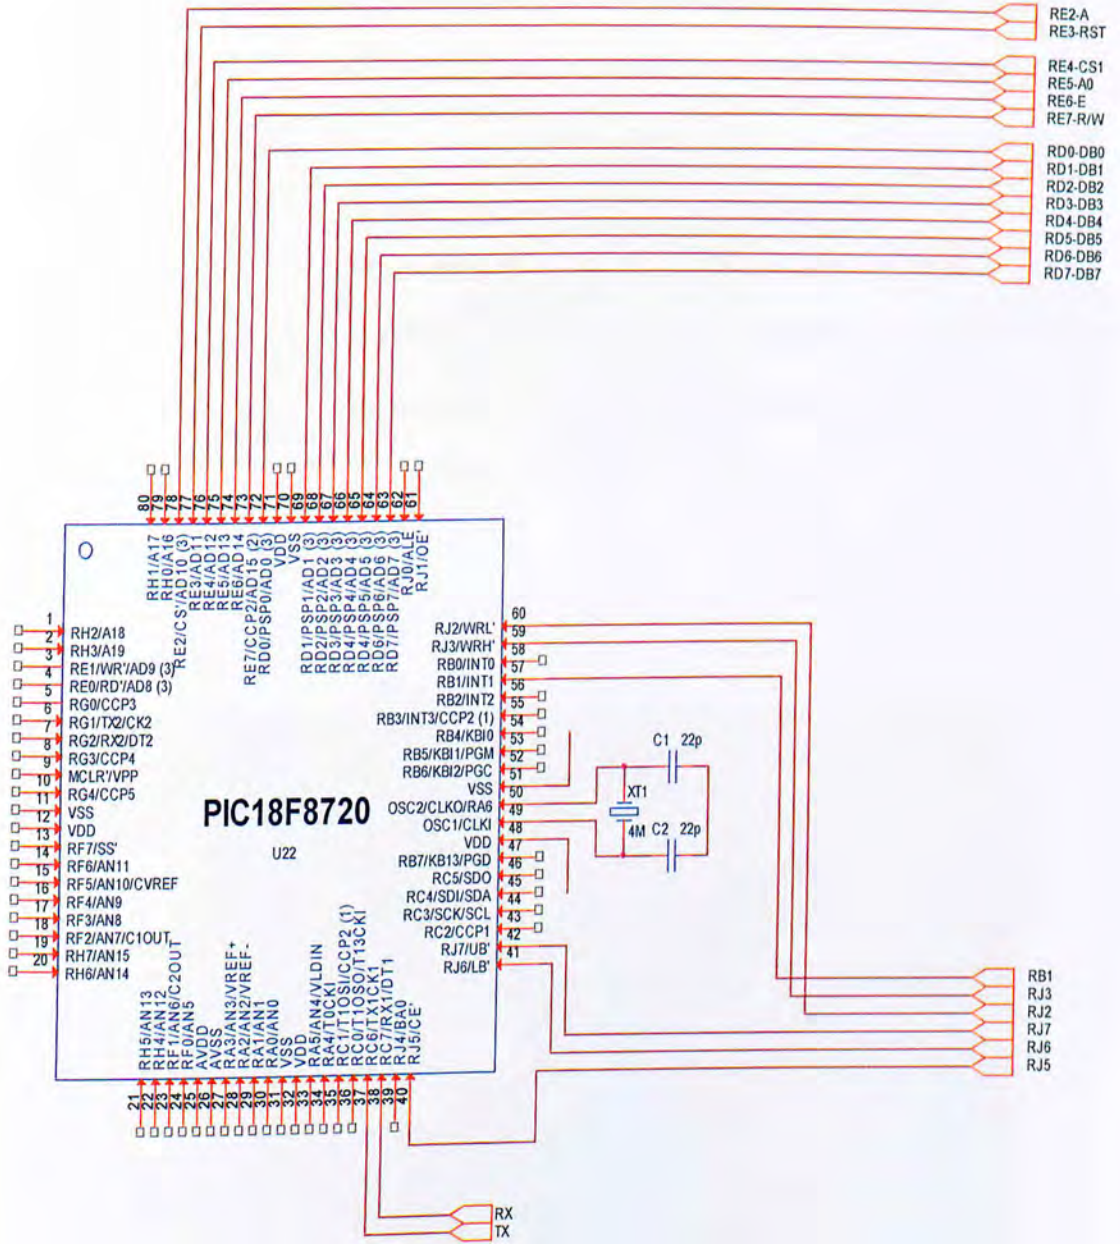 RE2-A
RE3-RST
RE4-CS1
RE5-A0
RE6-E
RE7-R/W
RD0-DB0
RD1-DB1
RD2-DB2
RD3-DB3
RD4-DB4
RD5-DB5
RD6-DB6
RD7-DB7
80
79
78
77
76
75
74
73
72
71
70
69
68
67
66
65
64
63
62
61
RH1/A17
RH0/A16
RE2/CS'/AD10 (3)
RE3/AD11
RE4/AD12
RE5/AD13
RE6/AD14
RE7/CP2/AD15 (2)
RD0/PSP0/AD0 (3)
VDD
VSS
RD1/PSP1/AD1 (3)
RD2/PSP2/AD2 (3)
RD3/PSP3/AD3 (3)
RD4/PSP4/AD4 (3)
RD4/PSP5/AD5 (3)
RD6/PSP6/AD6 (3)
RD7/PSP7/AD7 (3)
RJ0/ALE
RJ1/OE'
1 RH2/A18
2 RH3/A19
3 RE1/WR'/AD9 (3)
4 RE0/RD'/AD8 (3)
5 RG0/CCP3
6 RG1/TX2/CK2
7 RG2/RX2/DT2
8 RG3/CCP4
9 MCLR'/VPP
10 RG4/CCP5
11 VSS
12 VDD
13 RF7/SS'
14 RF6/AN11
15 RF5/AN10/CVREF
16 RF4/AN9
17 RF3/AN8
18 RF2/AN7/C1OUT
19 RH7/AN15
20 RH6/AN14
PIC18F8720
U22
RJ2/WRL' 60
RJ3/WRH' 59
RB0/INT0 58
RB1/INT1 57
RB2/INT2 56
RB3/INT3/CCP2 (1) 55
RB4/KBI0 54
RB5/KBI1/PGM 53
RB6/KBI2/PGC 52
VSS 51
OSC2/CLKO/RA6 50
OSC1/CLKI 49
VDD 48
RB7/KB13/PGD 47
RC5/SDO 46
RC4/SDI/SDA 45
RC3/SCK/SCL 44
RC2/CCP1 43
RJ7/UB' 42
RJ6/LB' 41
C1 22p
XT1
4M
C2 22p
RH5/AN13
RH4/AN12
RF1/AN6/C2OUT
RF0/AN5
AVDD
AVSS
RA3/AN3/VREF+
RA2/AN2/VREF-
RA1/AN1
RA0/AN0
VSS
VDD
RA5/AN4/VLDIN
RA4/T0CKI
RC1/T1OSI/CCP2 (1)
RC0/T1OSO/T13CKI
RC6/TX1CK1
RC7/RX1/DT1
RJ4/BA0
RJ5/CE'
21
22
23
24
25
26
27
28
29
30
31
32
33
34
35
36
37
38
39
40
RB1
RJ3
RJ2
RJ7
RJ6
RJ5
RX
TX